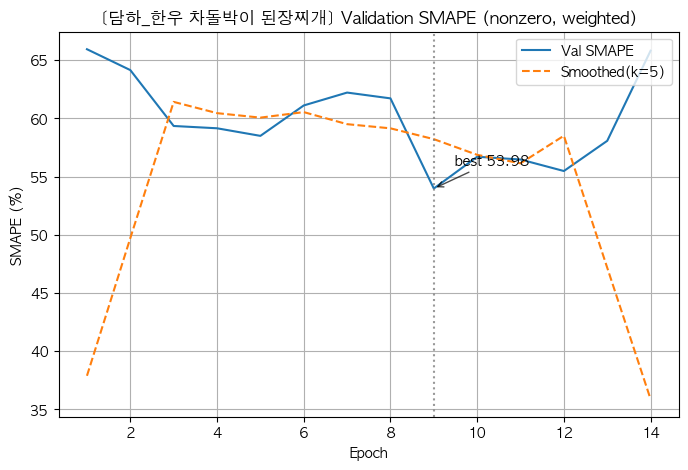 [담하_한우 차돌박이 된장찌개] Validation SMAPE (nonzero, weighted)
Val SMAPE
Smoothed(k=5)
65
60
55
50
45
40
35
SMAPE (%)
best 53.98
2
4
6
8
10
12
14
Epoch